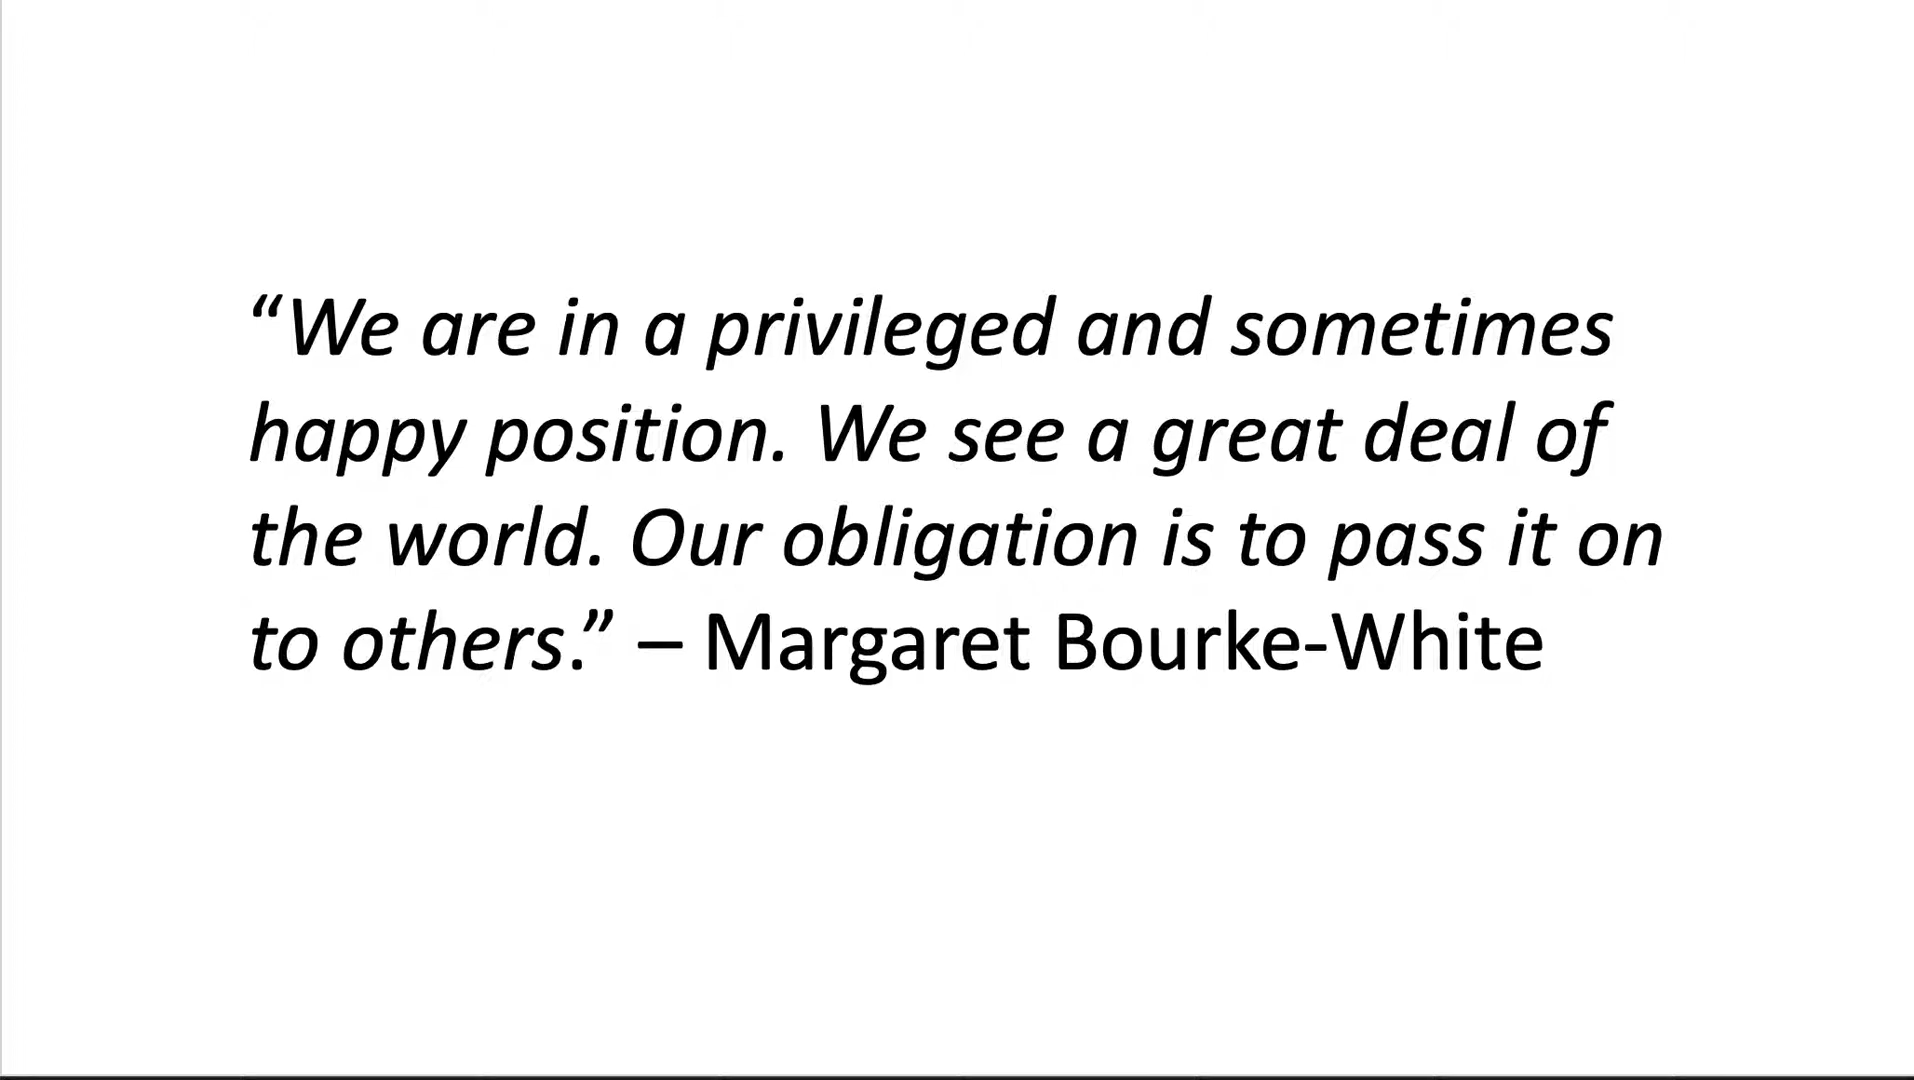 “We are in a privileged and sometimes
happy position. We see a great deal of
the world. Our obligation is to pass it on
to others.” – Margaret Bourke-White